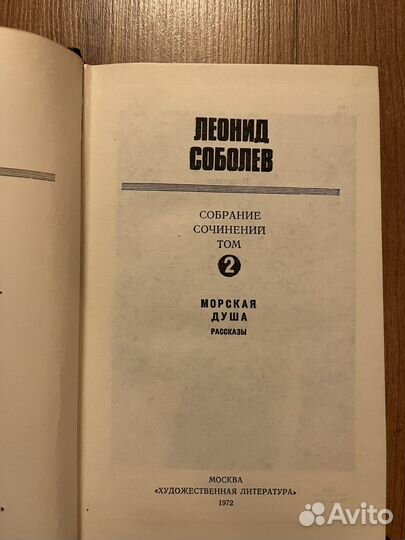 ЛЕОНИД
СОБОЛЕВ
СОБРАНИЕ
СОЧИНЕНИЙ
ТОМ
2
МОРСКАЯ
ДУША
РАССКАЗЫ
МОСКВА
«ХУДОЖЕСТВЕННАЯ ЛИТЕРАТУРА»
1972
Avito